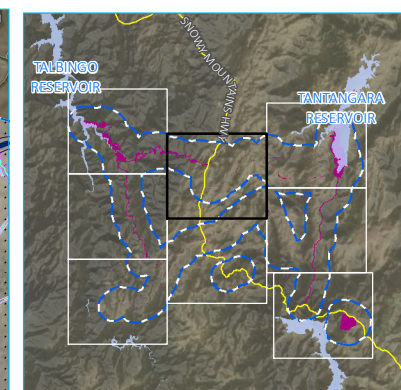 SNOWY MOUNTAINS HWY
TALBINGO
RESERVOIR
TANTANGARA
RESERVOIR